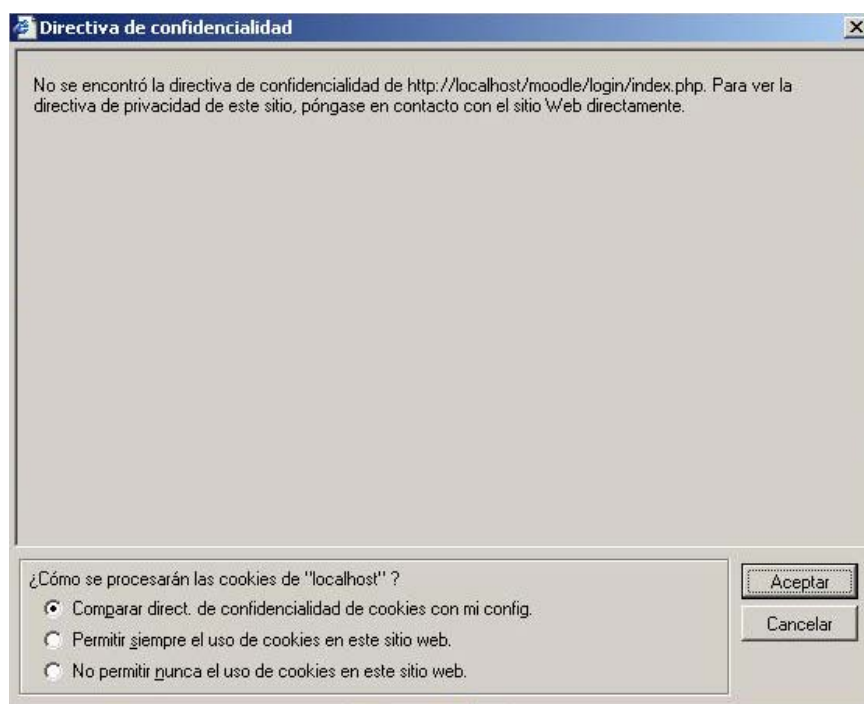 Directiva de confidencialidad
No se encontró la directiva de confidencialidad de http://localhost/moodle/login/index.php. Para ver la
directiva de privacidad de este sitio, póngase en contacto con el sitio Web directamente.
¿Cómo se procesarán las cookies de "localhost" ?
Comparar direct. de confidencialidad de cookies con mi config.
Permitir siempre el uso de cookies en este sitio web.
No permitir nunca el uso de cookies en este sitio web.
Aceptar
Cancelar